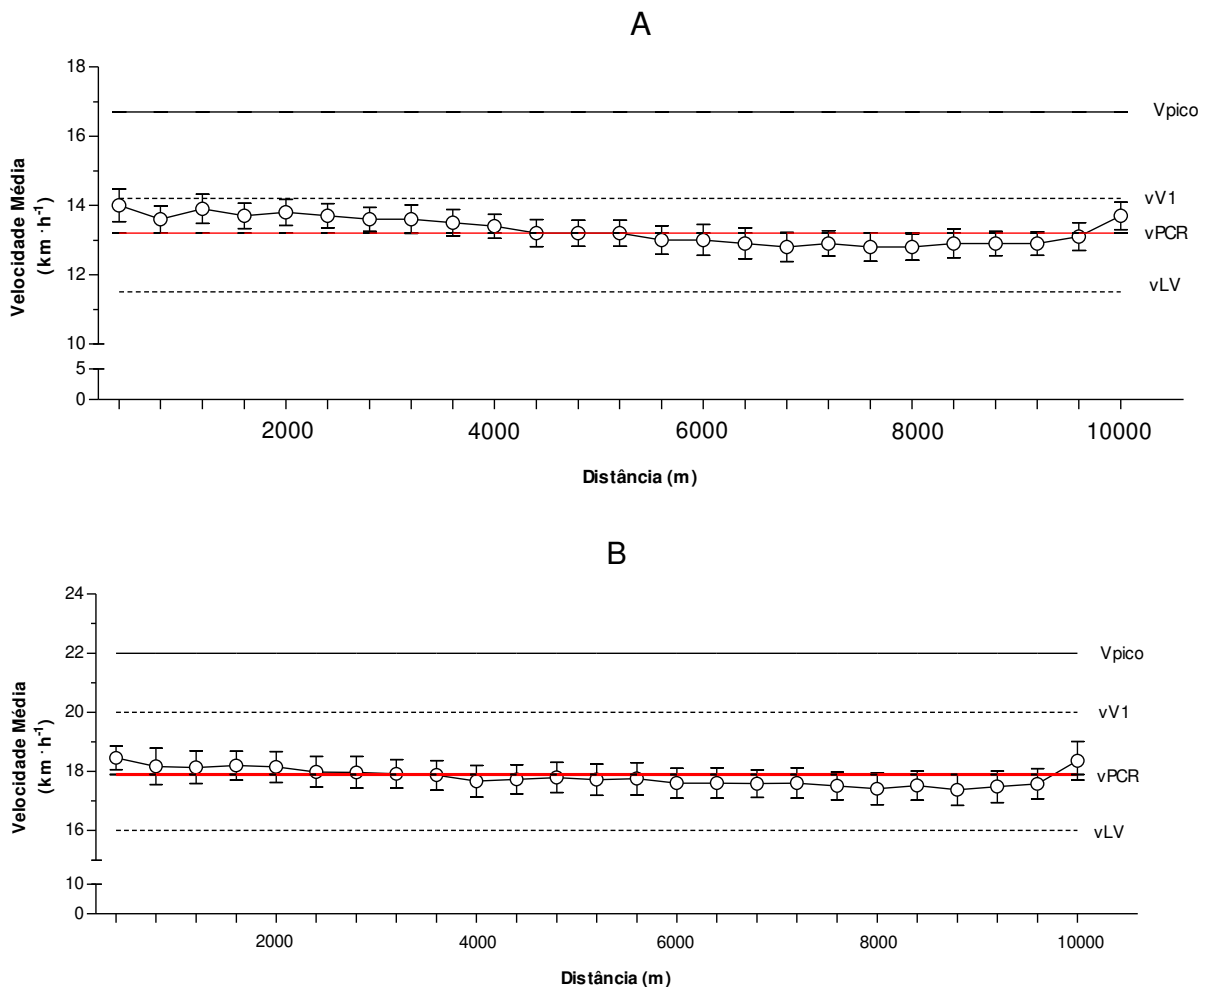 A
18
16
14
12
10
5
0
Velocidade Média
(km · h-1)
Vpico
vV1
vPCR
vLV
2000 4000 6000 8000 10000
Distância (m)
B
24
22
20
18
16
10
0
Velocidade Média
(km · h-1)
Vpico
vV1
vPCR
vLV
2000 4000 6000 8000 10000
Distância (m)